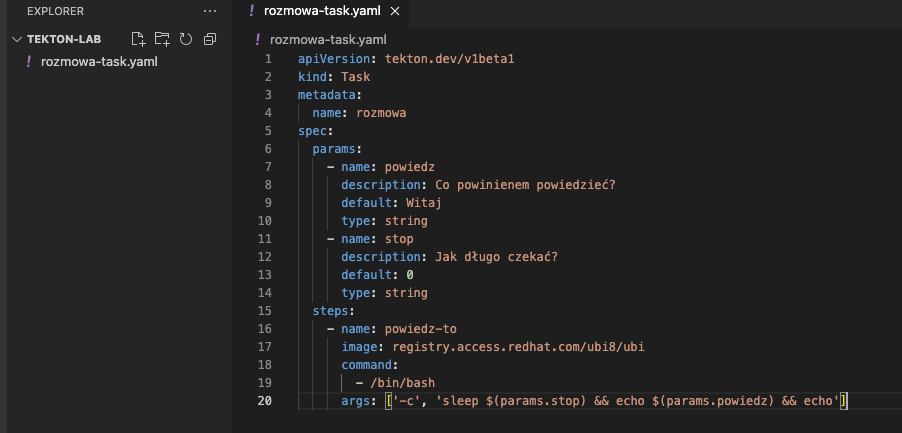 EXPLORER
···
! rozmowa-task.yaml ×
TEKTON-LAB
! rozmowa-task.yaml
! rozmowa-task.yaml
1 apiVersion: tekton.dev/v1beta1
2 kind: Task
3 metadata:
4   name: rozmowa
5 spec:
6   params:
7     - name: powiedz
8       description: Co powinienem powiedzieć?
9       default: Witaj
10       type: string
11     - name: stop
12       description: Jak długo czekać?
13       default: 0
14       type: string
15   steps:
16     - name: powiedz-to
17       image: registry.access.redhat.com/ubi8/ubi
18       command:
19         - /bin/bash
20       args: ['-c', 'sleep $(params.stop) && echo $(params.powiedz) && echo']